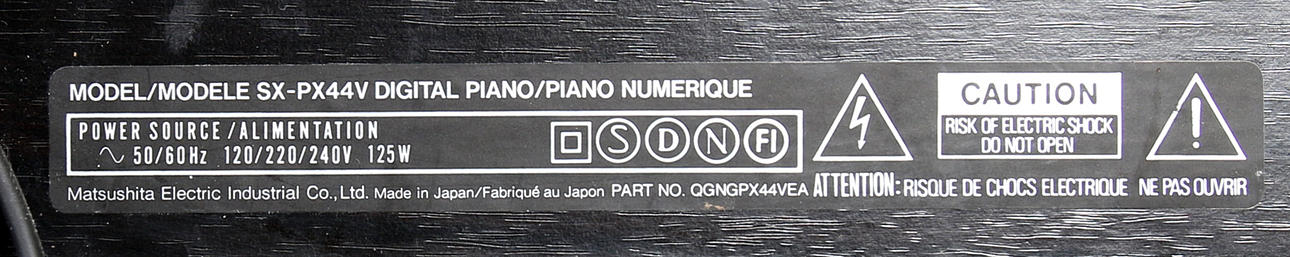 MODEL/MODELE SX-PX44V DIGITAL PIANO/PIANO NUMERIQUE
POWER SOURCE/ALIMENTATION
~ 50/60Hz 120/220/240V 125W
S D N FI
Matsushita Electric Industrial Co., Ltd. Made in Japan/Fabriqué au Japon PART NO. QGNGPX44VEA
CAUTION
RISK OF ELECTRIC SHOCK
DO NOT OPEN
!
ATTENTION: RISQUE DE CHOCS ELECTRIQUE NE PAS OUVRIR